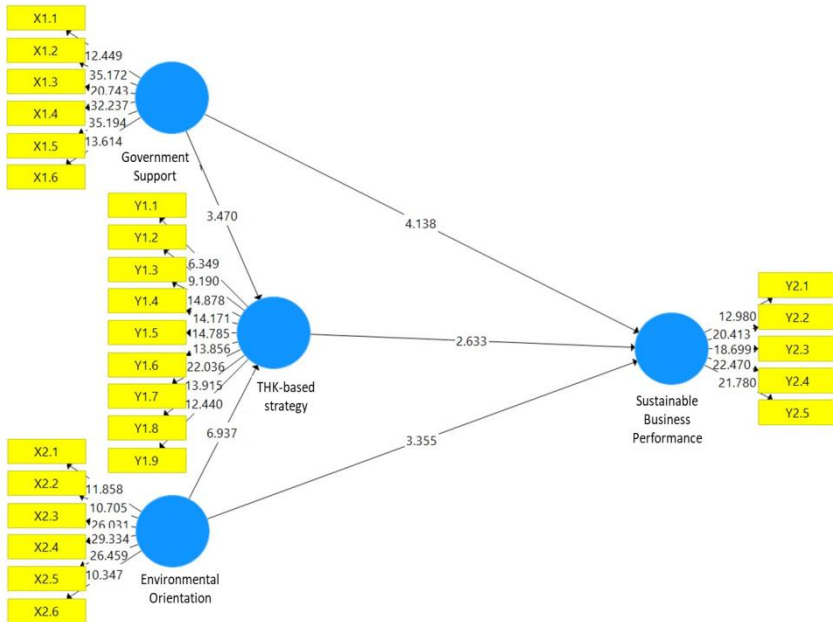 X1.1
X1.2
X1.3
X1.4
X1.5
X1.6
12.449
35.172
20.743
32.237
35.194
13.614
Government
Support
3.470
4.138
Y1.1
Y1.2
Y1.3
Y1.4
Y1.5
Y1.6
Y1.7
Y1.8
Y1.9
6.349
9.190
14.878
14.171
14.785
13.856
22.036
13.915
12.440
THK-based
strategy
2.633
6.937
3.355
Y2.1
Y2.2
Y2.3
Y2.4
Y2.5
12.980
20.413
18.699
22.470
21.780
Sustainable
Business
Performance
X2.1
X2.2
X2.3
X2.4
X2.5
X2.6
11.858
10.705
26.031
29.334
26.459
10.347
Environmental
Orientation